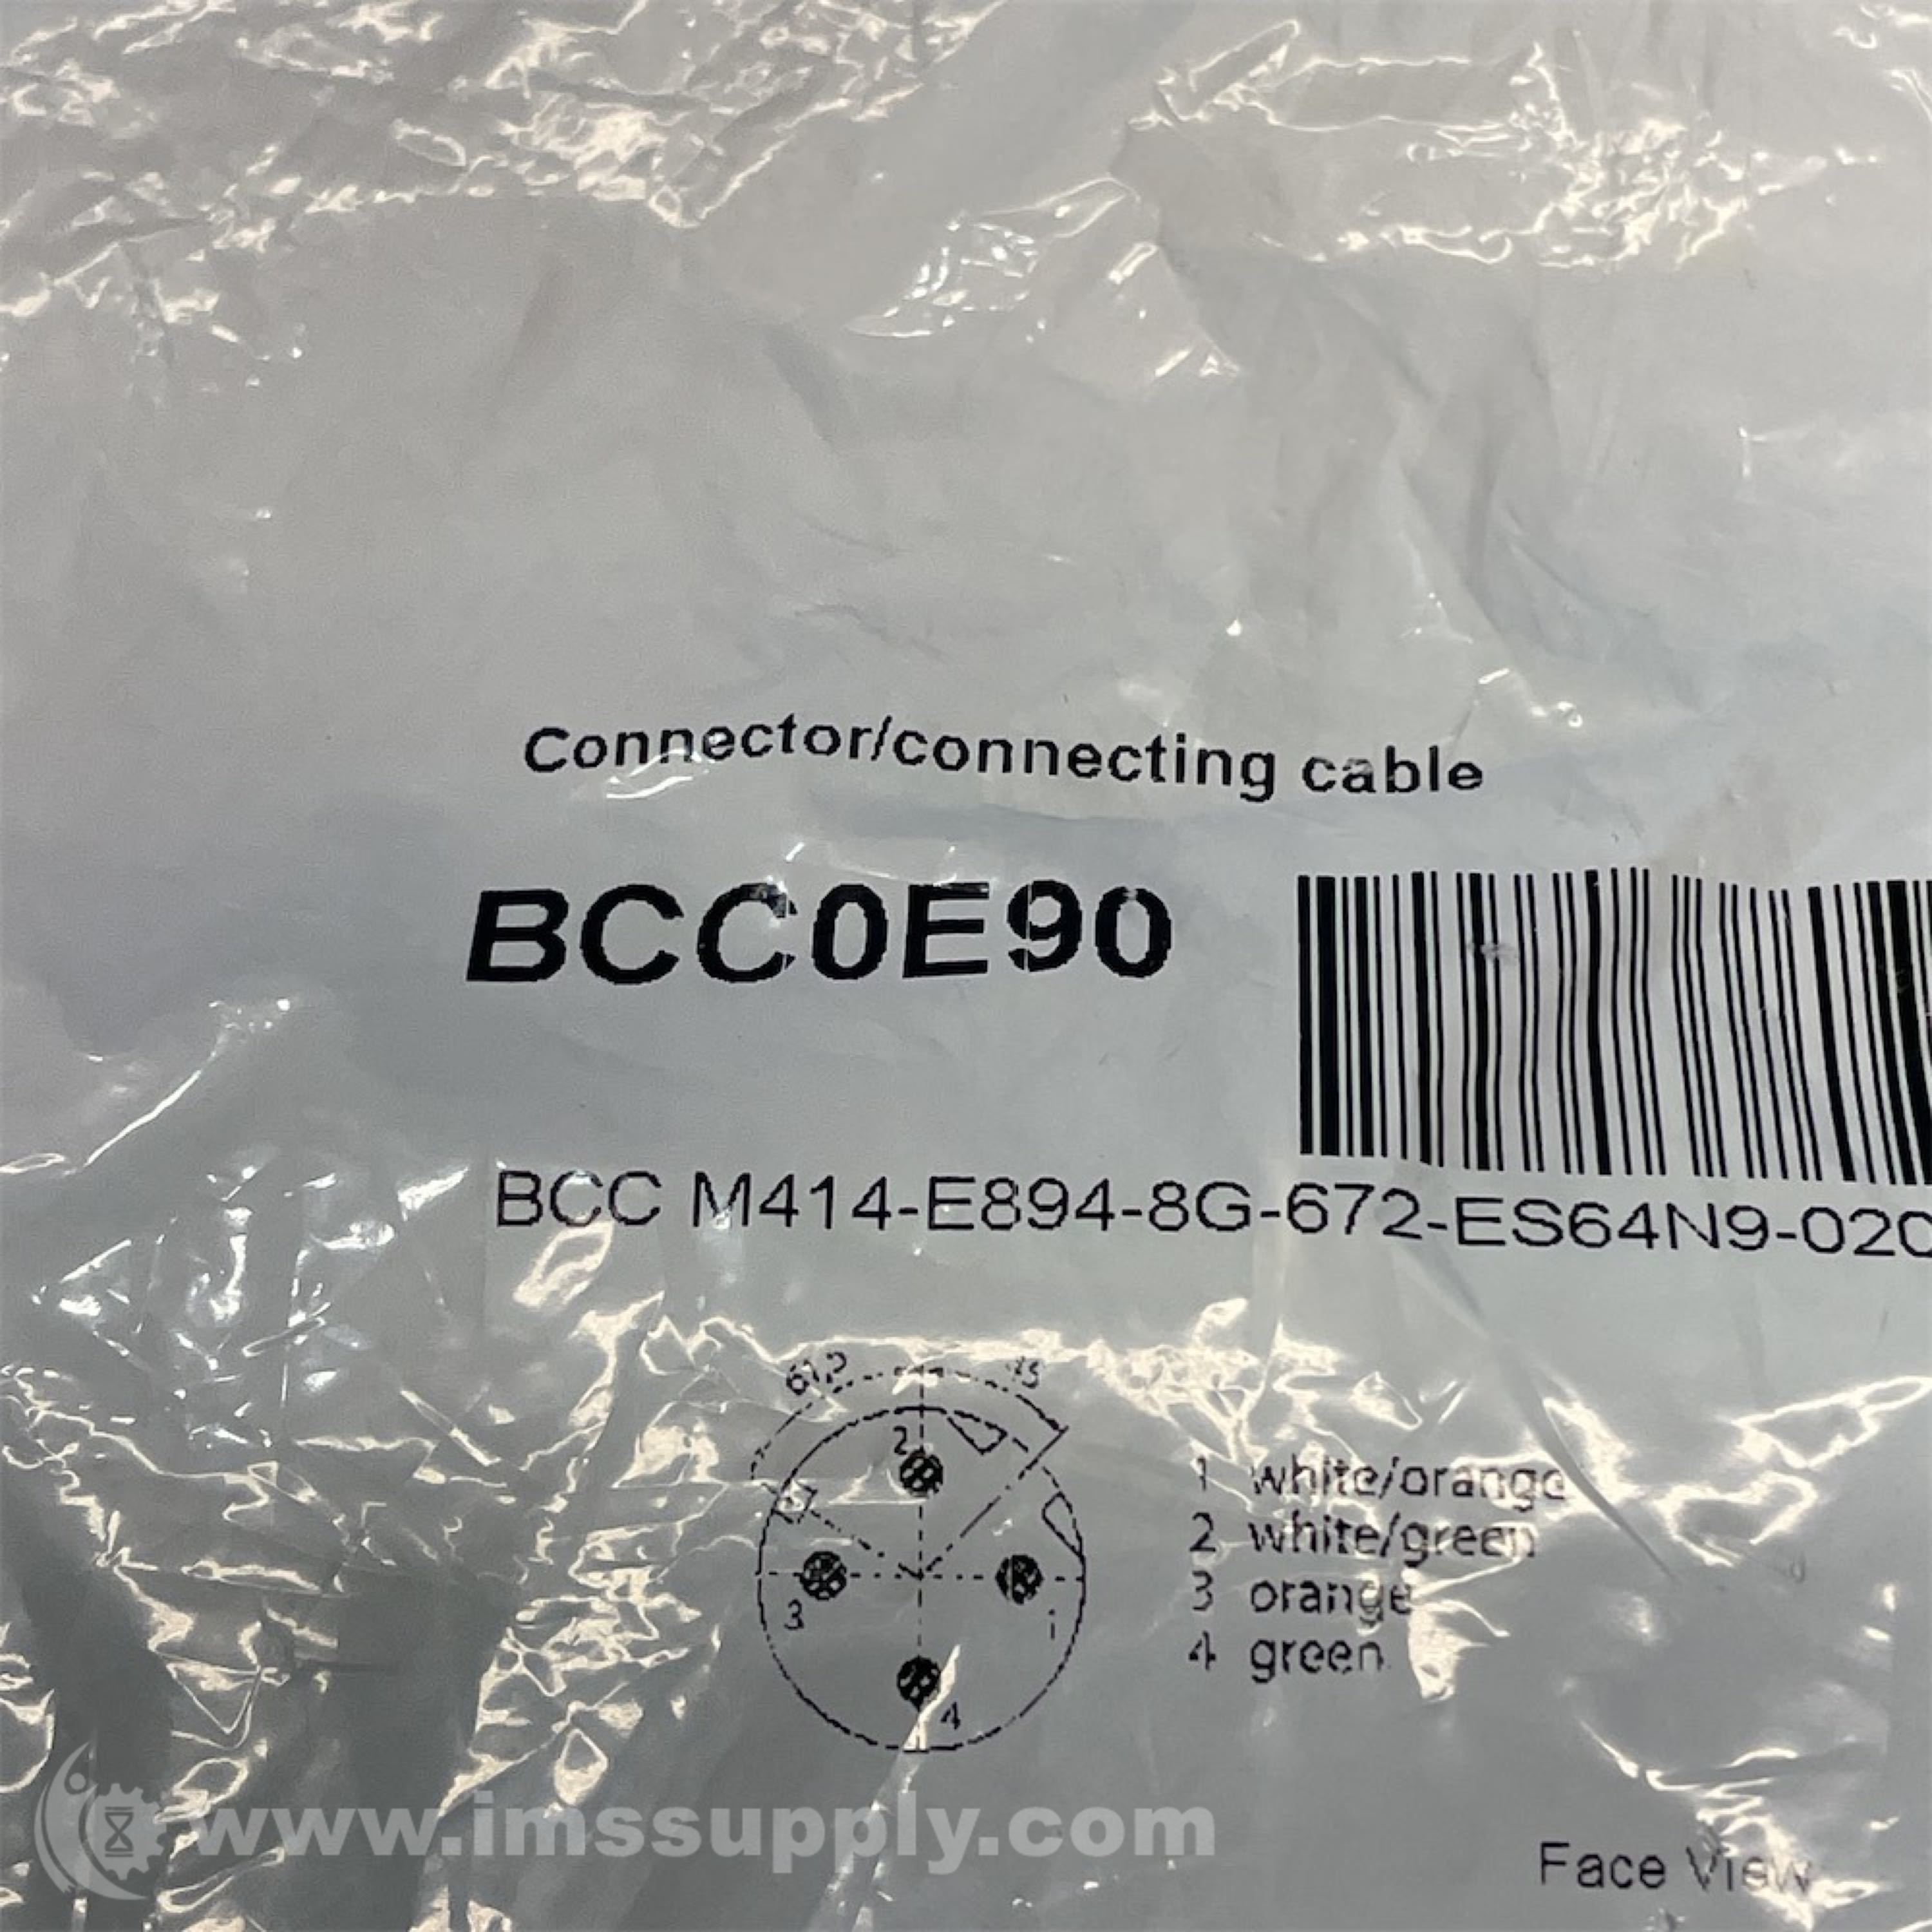 Connector/connecting cable
BCC0E90
BCC M414-E894-8G-672-ES64N9-020
2
3
1
4
1 white/orange
2 white/green
3 orange
4 green
www.imssupply.com
Face View